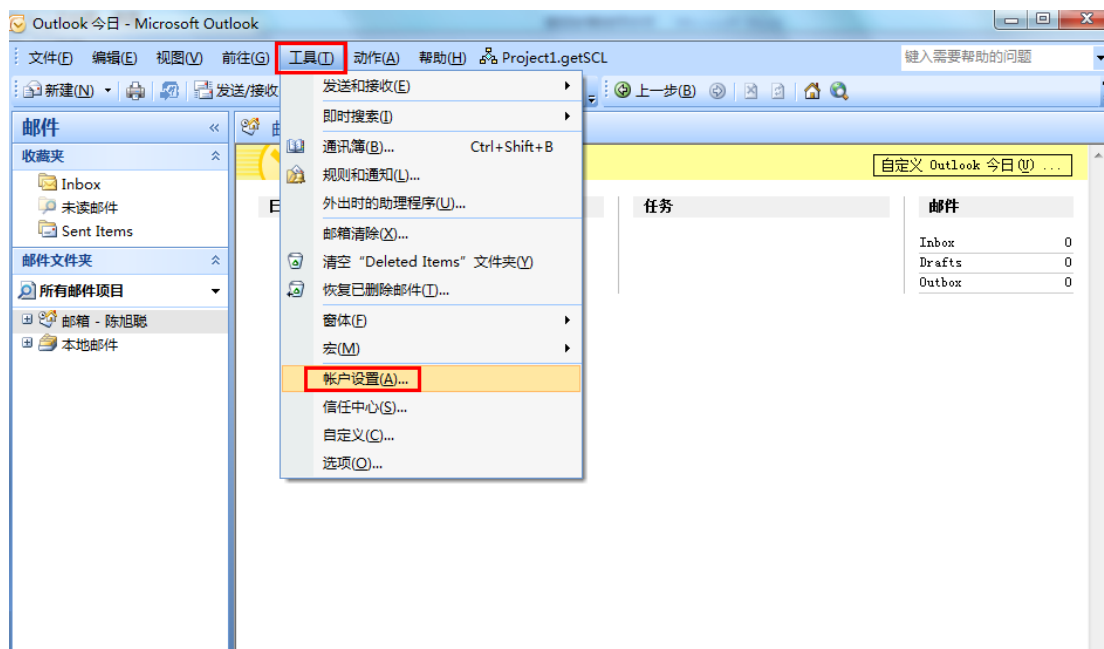 Outlook 今日 - Microsoft Outlook
文件(F) 编辑(E) 视图(V) 前往(G) 工具(T) 动作(A) 帮助(H) Project1.getSCL 键入需要帮助的问题
新建(N) 发送/接收 上一步(B)
邮件
收藏夹
Inbox
未读邮件
Sent Items
邮件文件夹
所有邮件项目
邮箱 - 陈旭聪
本地邮件
发送和接收(E)
即时搜索(I)
通讯簿(B)... Ctrl+Shift+B
规则和通知(L)...
外出时的助理程序(U)...
邮箱清除(X)...
清空 “Deleted Items” 文件夹(Y)
恢复已删除邮件(T)...
窗体(F)
宏(M)
帐户设置(A)...
信任中心(S)...
自定义(C)...
选项(O)...
自定义 Outlook 今日(U) ...
任务
邮件
Inbox 0
Drafts 0
Outbox 0